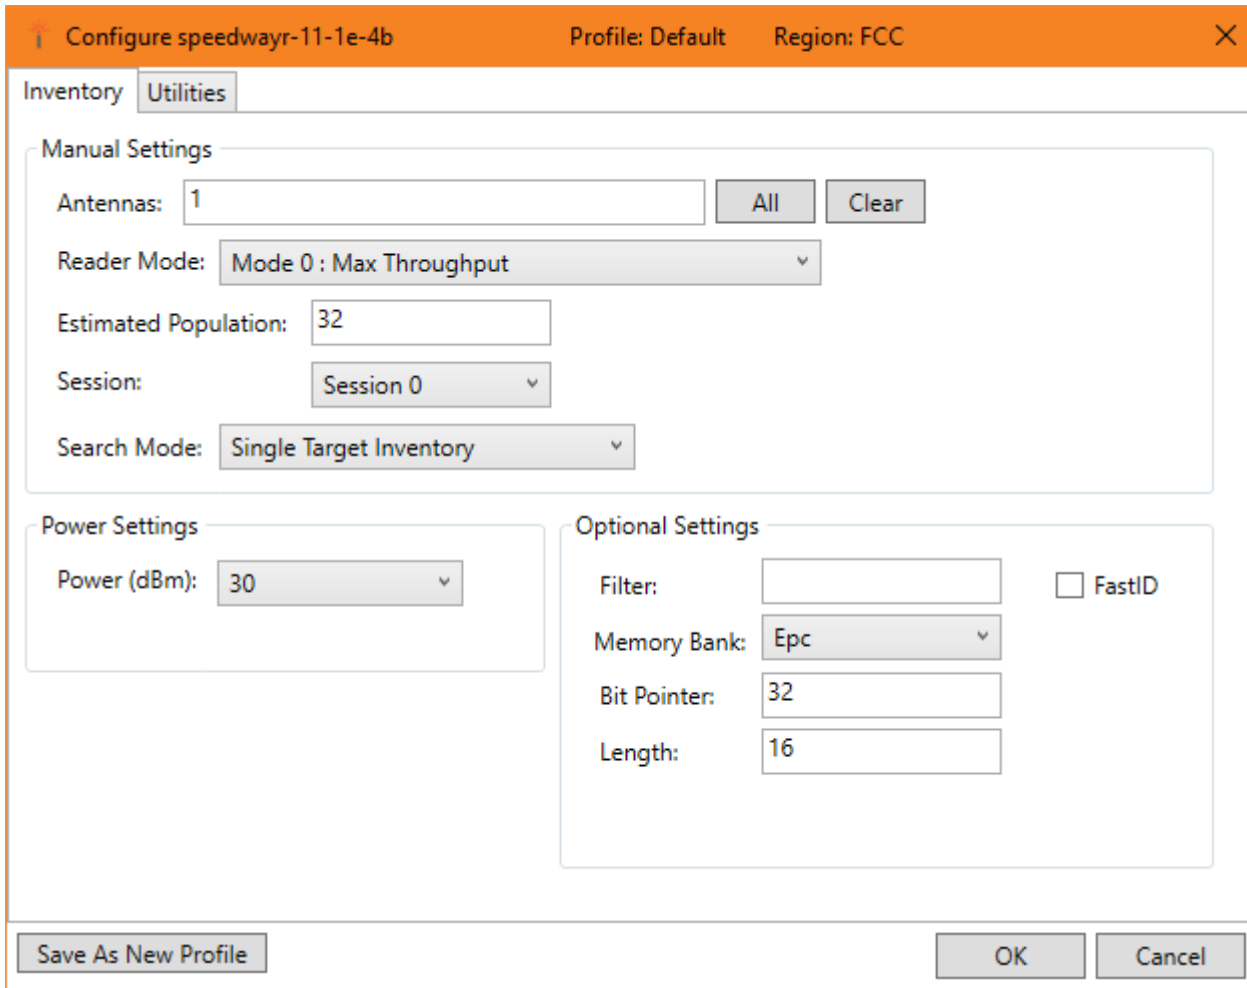 Configure speedwayr-11-1e-4b Profile: Default Region: FCC
Inventory Utilities
Manual Settings
Antennas: 1 All Clear
Reader Mode: Mode 0 : Max Throughput
Estimated Population: 32
Session: Session 0
Search Mode: Single Target Inventory
Power Settings
Power (dBm): 30
Optional Settings
Filter: FastID
Memory Bank: Epc
Bit Pointer: 32
Length: 16
Save As New Profile OK Cancel